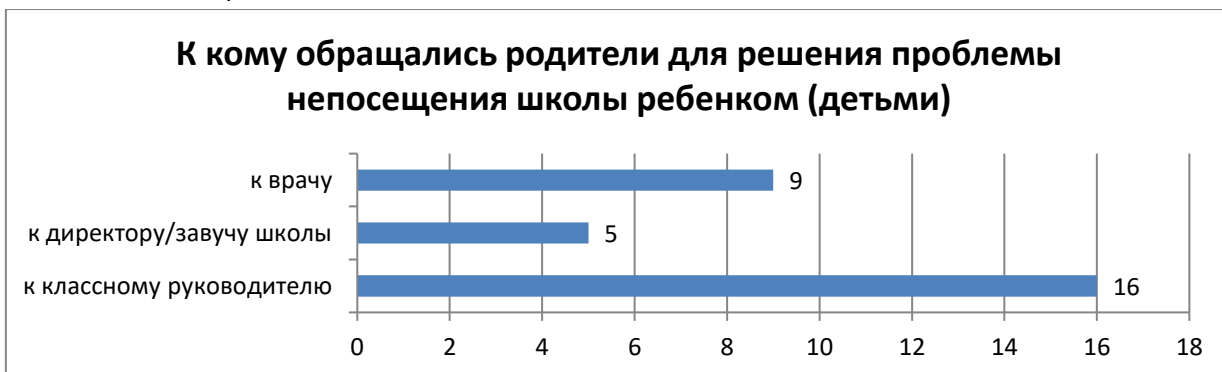 К кому обращались родители для решения проблемы
непосещения школы ребенком (детьми)
к врачу
9
к директору/завучу школы
5
к классному руководителю
16
0 2 4 6 8 10 12 14 16 18